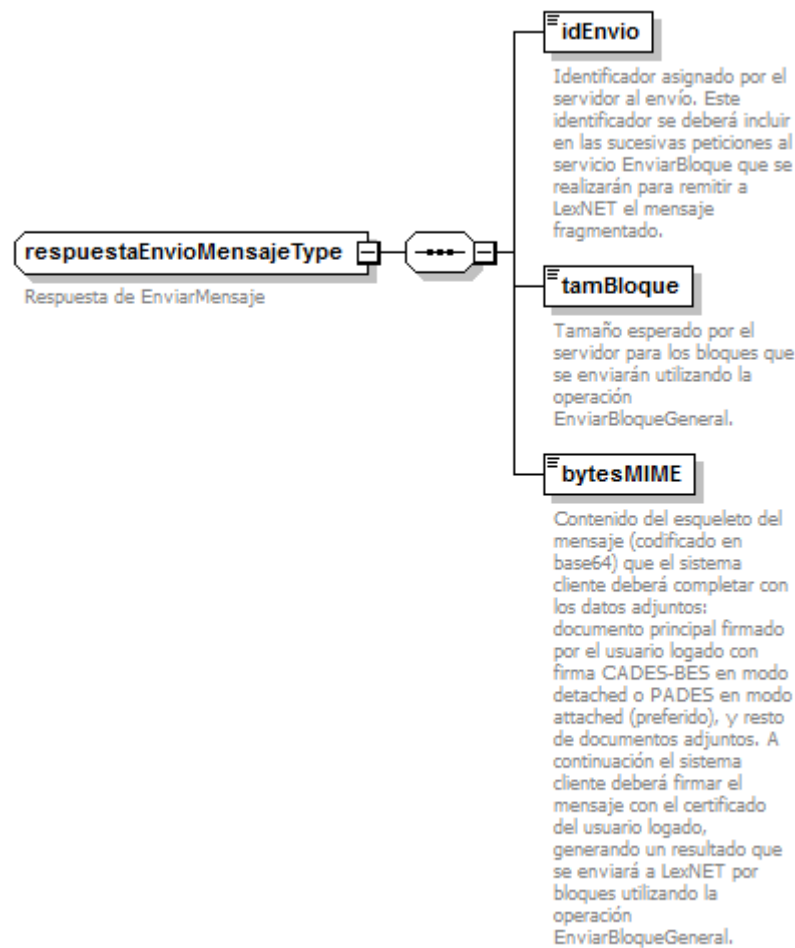 idEnvio
Identificador asignado por el
servidor al envío. Este
identificador se deberá incluir
en las sucesivas peticiones al
servicio EnviarBloque que se
realizarán para remitir a
LexNET el mensaje
fragmentado.
respuestaEnvioMensajeType
Respuesta de EnviarMensaje
tamBloque
Tamaño esperado por el
servidor para los bloques que
se enviarán utilizando la
operación
EnviarBloqueGeneral.
bytesMIME
Contenido del esqueleto del
mensaje (codificado en
base64) que el sistema
cliente deberá completar con
los datos adjuntos:
documento principal firmado
por el usuario logado con
firma CADES-BES en modo
detached o PADES en modo
attached (preferido), y resto
de documentos adjuntos. A
continuación el sistema
cliente deberá firmar el
mensaje con el certificado
del usuario logado,
generando un resultado que
se enviará a LexNET por
bloques utilizando la
operación
EnviarBloqueGeneral.